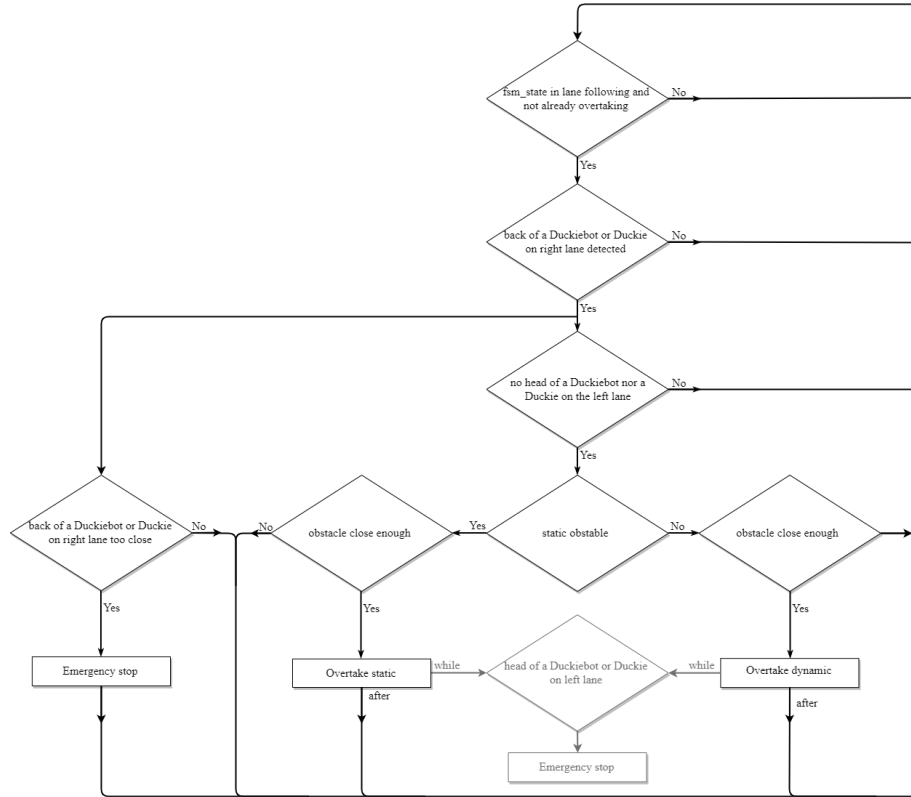 fsm_state in lane following and
not already overtaking
No
Yes
back of a Duckiebot or Duckie
on right lane detected
No
Yes
no head of a Duckiebot nor a
Duckie on the left lane
No
Yes
back of a Duckiebot or Duckie
on right lane too close
No
No
obstacle close enough
Yes
static obstable
No
obstacle close enough
Yes
Yes
Yes
Emergency stop
Overtake static
while
head of a Duckiebot or Duckie
on left lane
while
Overtake dynamic
after
after
Emergency stop